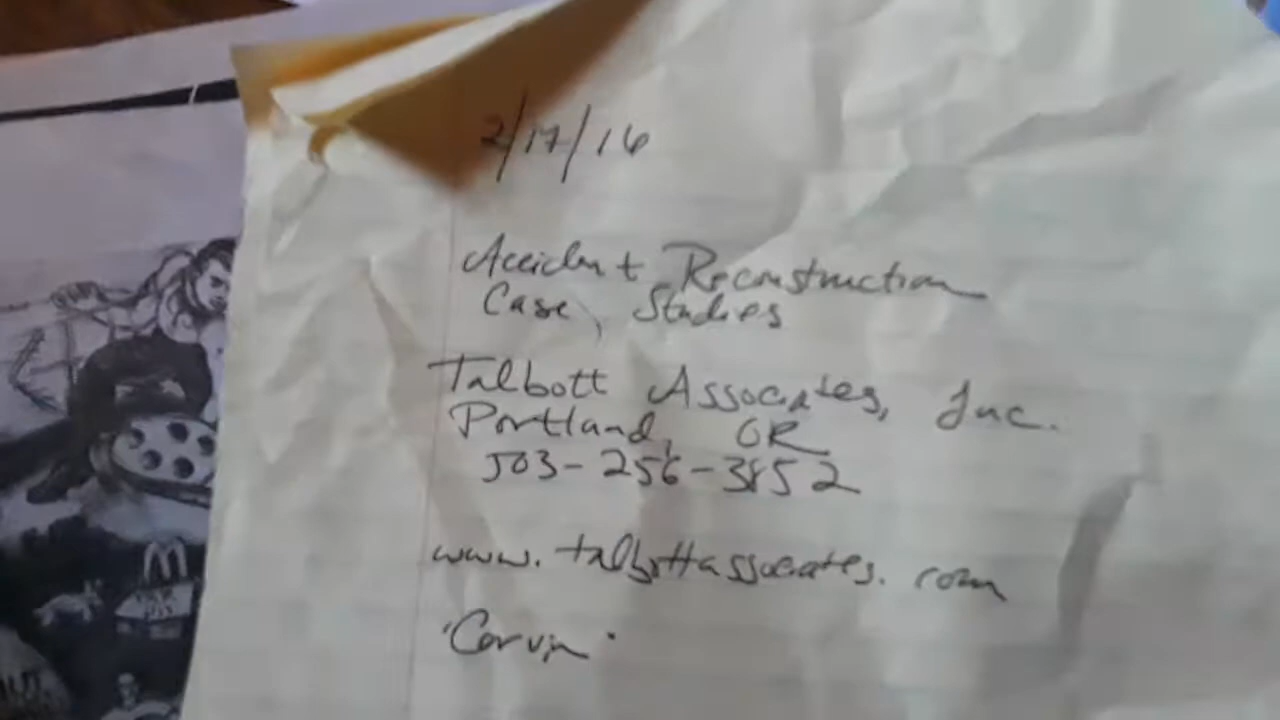 2/17/16
Accident Reconstruction
Case Studies
Talbott Associates, Inc.
Portland, OR
503-256-3852
www.talbottassociates.com
"Corvin"